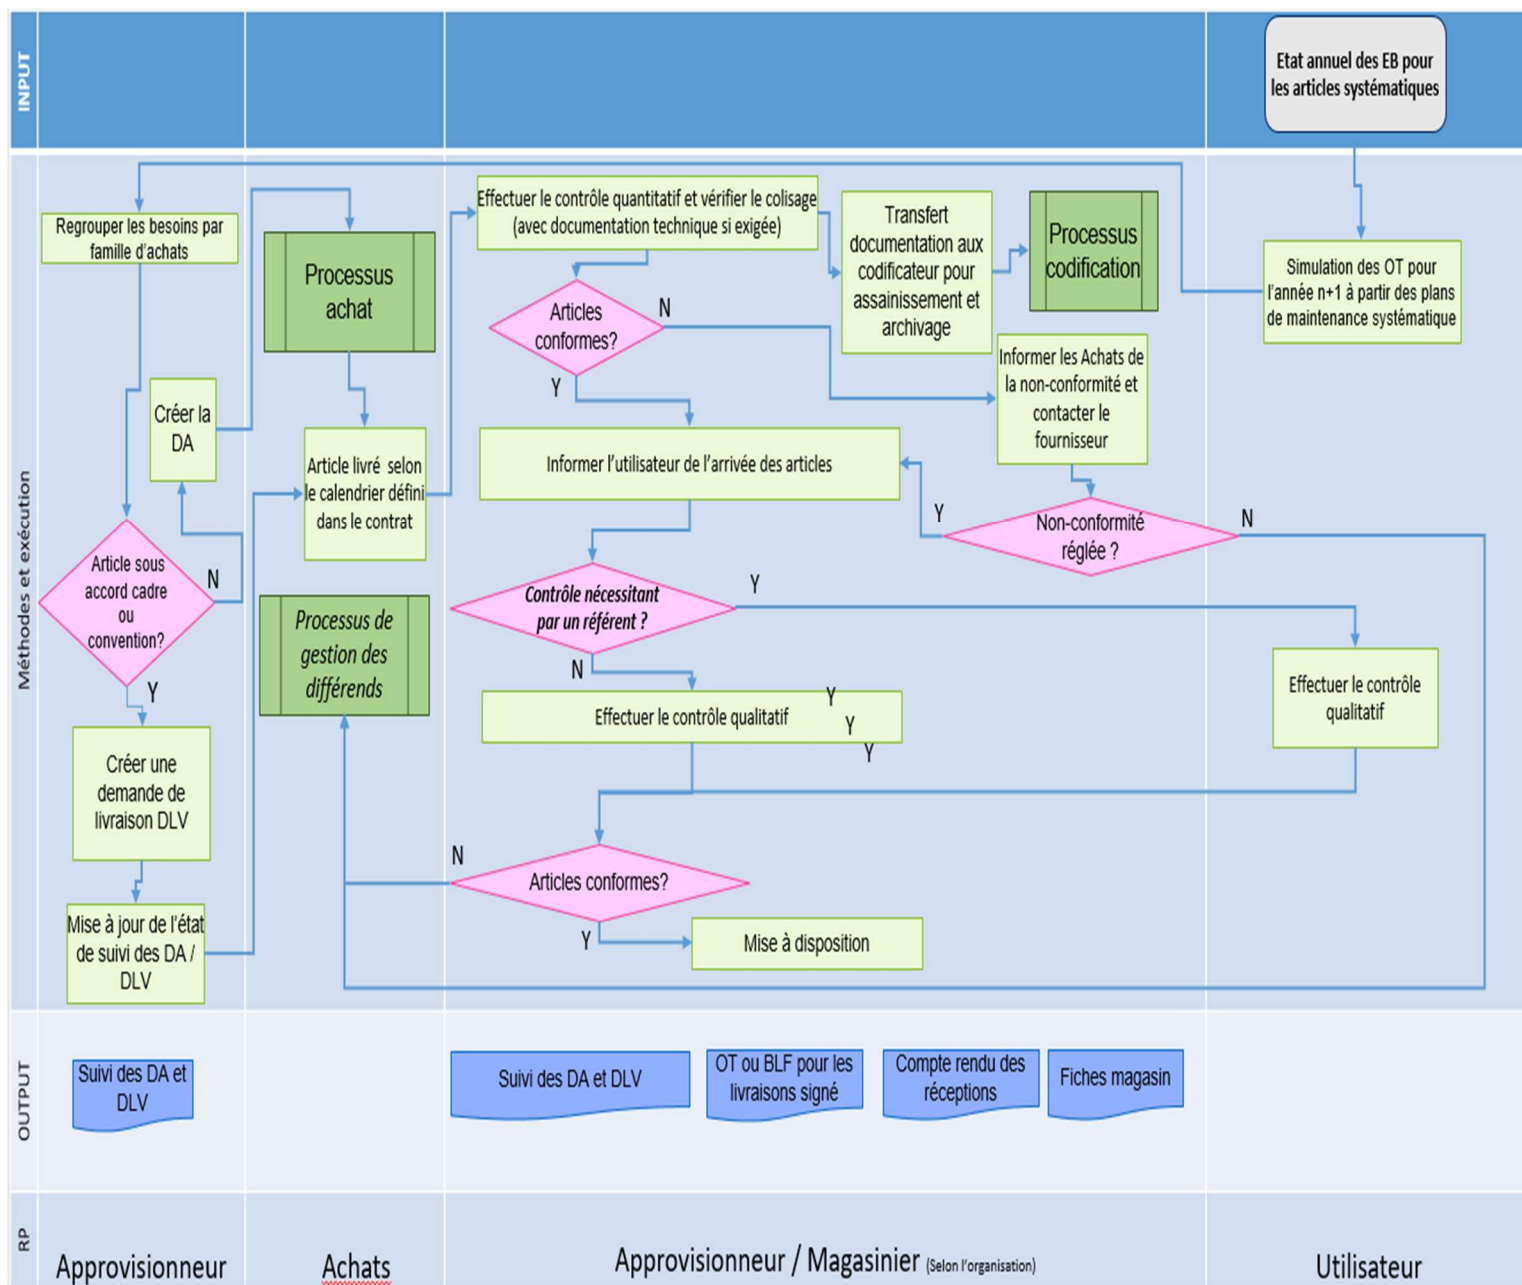 INPUT
Etat annuel des EB pour
les articles systématiques
Méthodes et exécution
Regrouper les besoins par
famille d'achats
Créer la
DA
Article sous
accord cadre
ou
convention?
N
Y
Créer une
demande de
livraison DLV
Mise à jour de l'état
de suivi des DA /
DLV
Processus
achat
Article livré selon
le calendrier défini
dans le contrat
Processus de
gestion des
différends
Effectuer le contrôle quantitatif et vérifier le colisage
(avec documentation technique si exigée)
Articles
conformes?
N
Y
Transfert
documentation aux
codificateur pour
assainissement et
archivage
Processus
codification
Informer les Achats de
la non-conformité et
contacter le
fournisseur
Informer l'utilisateur de l'arrivée des articles
Non-conformité
réglée ?
Y
N
Contrôle nécessitant
par un référent ?
Y
N
Effectuer le contrôle qualitatif
Y
Y
Y
Articles conformes?
N
Y
Mise à disposition
Simulation des OT pour
l'année n+1 à partir des plans
de maintenance systématique
Effectuer le contrôle
qualitatif
OUTPUT
Suivi des DA et
DLV
Suivi des DA et DLV
OT ou BLF pour les
livraisons signé
Compte rendu des
réceptions
Fiches magasin
RP
Approvisionneur
Achats
Approvisionneur / Magasinier (Selon l'organisation)
Utilisateur